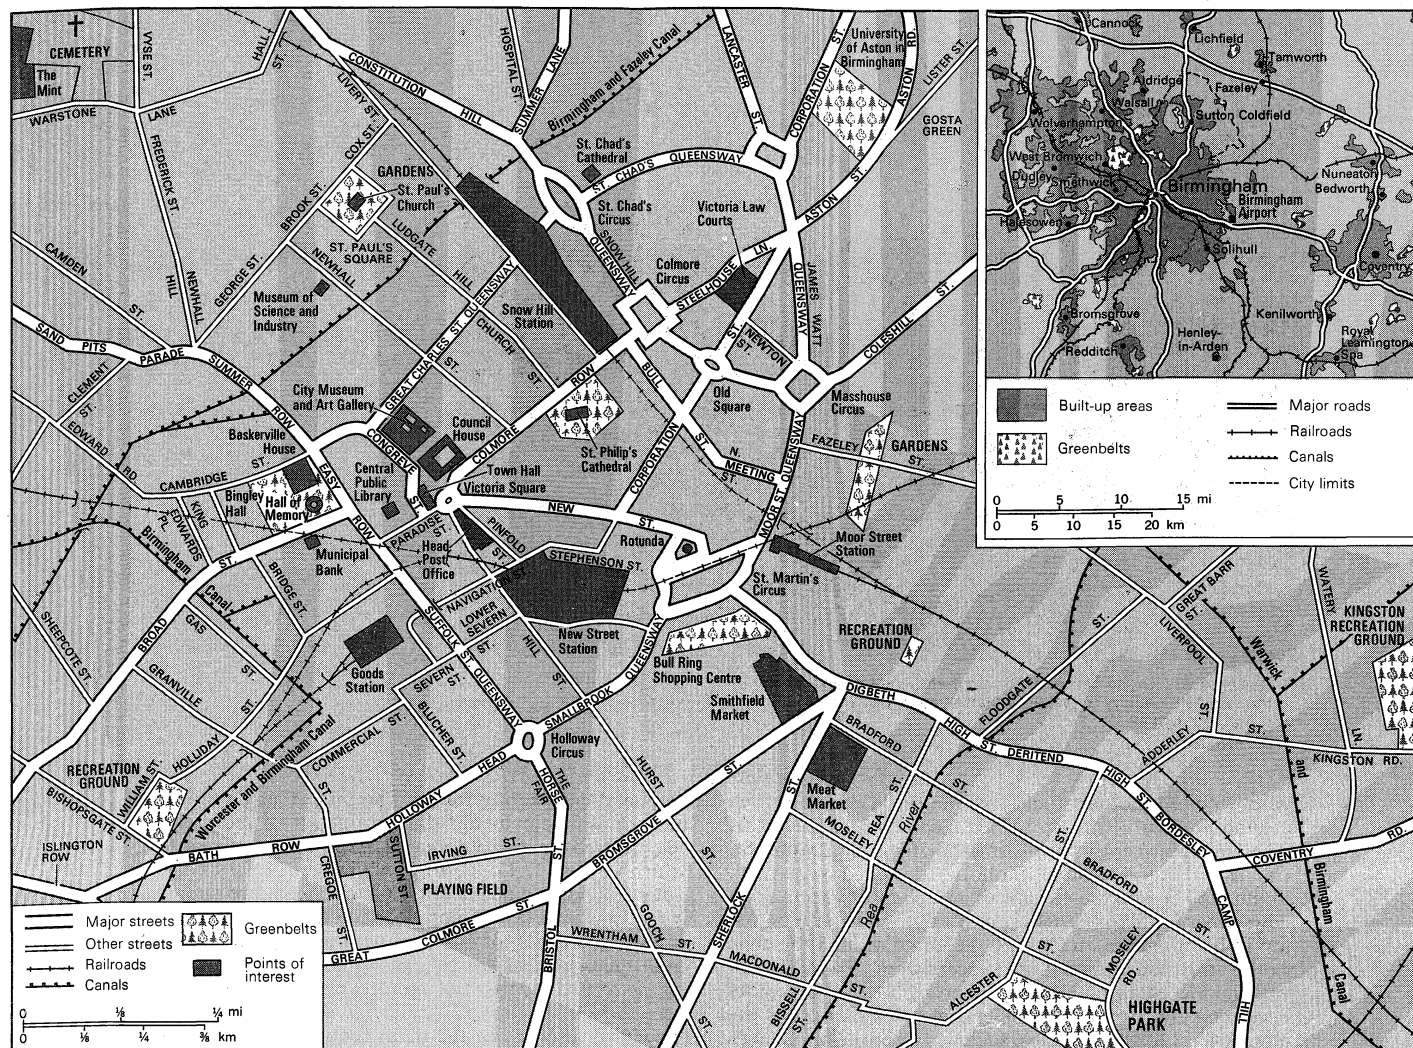 CEMETERY
The
Mint
VYSE ST.
HALL
ST.
WARSTONE
LANE
FREDERICK ST.
NEWHALL
HILL
LIVERY ST.
CONSTITUTION
HILL
HOSPITAL ST.
SUMMER
LANE
Birmingham and Fazeley Canal
LANCASTER
ST.
CORPORATION
ST.
University
of Aston in
Birmingham
ASTON
RD.
LISTER ST.
GOSTA
GREEN
COX ST.
GARDENS
St. Paul's
Church
BROOK ST.
ST. PAUL'S
SQUARE
LUDGATE
HILL
St. Chad's
Cathedral
ST. CHAD'S
QUEENSWAY
St. Chad's
Circus
Victoria Law
Courts
ASTON
ST.
CAMDEN
ST.
GEORGE ST.
NEWHALL
ST.
Museum of
Science and
Industry
GREAT CHARLES ST. QUEENSWAY
CHURCH
ST.
Snow Hill
Station
SNOW HILL
QUEENSWAY
Colmore
Circus
STEELHOUSE
LN
JAMES
WATT
QUEENSWAY
COLESHILL
ST.
NEWTON
ST.
SAND
PITS
PARADE
SUMMER
ROW
CLEMENT
ST.
EDWARD
RD.
City Museum
and Art Gallery
CONGREVE
ST.
Council
House
COLMORE
ROW
BULL
ST.
Old
Square
Masshouse
Circus
Baskerville
House
CAMBRIDGE
ST.
Bingley
Hall
Hall of
Memory
EASY
ROW
Central
Public
Library
Town Hall
Victoria Square
St. Philip's
Cathedral
CORPORATION
ST.
N.
MEETING
ST.
QUEENSWAY
MOOR ST.
FAZELEY
ST.
GARDENS
KING
EDWARDS
PL.
Birmingham
Canal
Municipal
Bank
PARADISE
ST.
Head
Post
Office
PINFOLD
ST.
NEW
ST.
Rotunda
Moor Street
Station
St. Martin's
Circus
STEPHENSON ST.
NAVIGATION ST.
LOWER
SEVERN
ST.
New Street
Station
BRIDGE ST.
BROAD
ST.
GAS
ST.
SHEEPCOTE ST.
GRANVILLE
ST.
Goods
Station
SUFFOLK ST. QUEENSWAY
SEVERN
ST.
HILL
ST.
SMALLBROOK
QUEENSWAY
Bull Ring
Shopping Centre
Smithfield
Market
RECREATION
GROUND
DIGBETH
HIGH
ST.
DERITEND
FLOODGATE
ST.
LIVERPOOL
ST.
GREAT BARR
ST.
Warwick
and
Birmingham
Canal
WATERY
LN.
KINGSTON
RECREATION
GROUND
KINGSTON RD.
ADDERLEY
ST.
RECREATION
GROUND
HOLLIDAY
ST.
WILLIAM ST.
BISHOPSGATE ST.
ISLINGTON
ROW
Worcester and Birmingham Canal
COMMERCIAL
ST.
BLUCHER ST.
Holloway
Circus
HOLLOWAY
HEAD
THE
HORSE
FAIR
HURST
ST.
Meat
Market
BRADFORD
ST.
MOSELEY
ST.
REA
ST.
River
Rea
HIGH
ST.
BORDESLEY
COVENTRY
RD.
BRADFORD
ST.
CAMP
HILL
BATH
ROW
CREGOE
ST.
SUTTON ST.
IRVING
ST.
PLAYING FIELD
BROMSGROVE
ST.
GREAT
COLMORE
ST.
BRISTOL
ST.
WRENTHAM
ST.
GOOCH
ST.
SHERLOCK
ST.
MACDONALD
ST.
BISSELL
ST.
ALCESTER
ST.
MOSELEY
RD.
HIGHGATE
PARK
Major streets
Other streets
Railroads
Canals
Greenbelts
Points of
interest
0 ⅛ ¼ mi
0 ⅛ ¼ ⅜ km
Cannock
Lichfield
Tamworth
Aldridge
Fazeley
Walsall
Sutton Coldfield
Wolverhampton
West Bromwich
Dudley
Smethwick
Birmingham
Birmingham
Airport
Nuneaton
Bedworth
Halesowen
Solihull
Coventry
Bromsgrove
Redditch
Henley-
in-Arden
Kenilworth
Royal
Leamington
Spa
Built-up areas
Greenbelts
Major roads
Railroads
Canals
City limits
0 5 10 15 mi
0 5 10 15 20 km